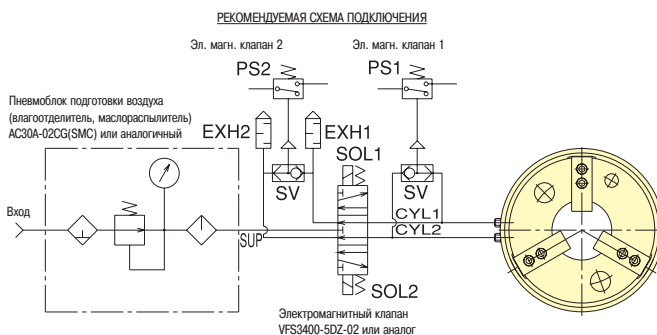 РЕКОМЕНДУЕМАЯ СХЕМА ПОДКЛЮЧЕНИЯ
Эл. магн. клапан 2
Эл. магн. клапан 1
PS2
PS1
Пневмоблок подготовки воздуха
(влагоотделитель, маслораспылитель)
AC30A-02CG(SMC) или аналогичный
EXH2
EXH1
SOL1
SV
SV
Вход
CYL1
CYL2
SUP
SOL2
Электромагнитный клапан
VFS3400-5DZ-02 или аналог